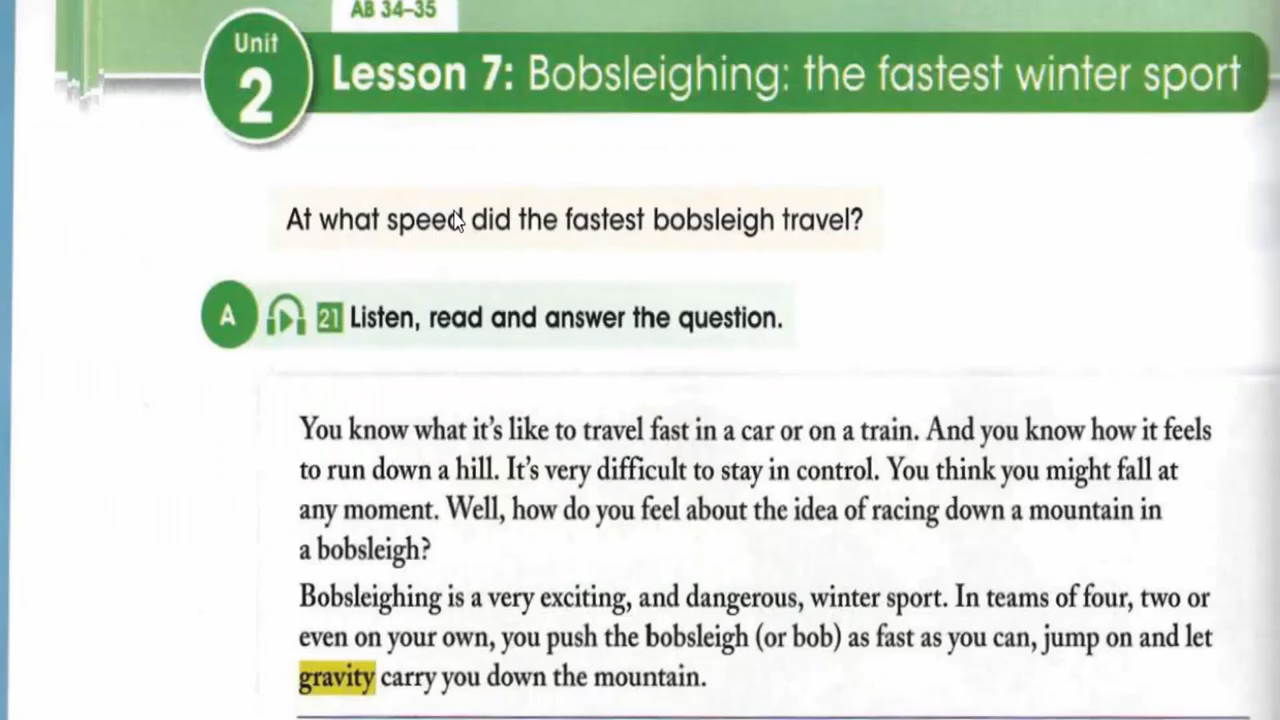 AB 34–35
Unit
2
Lesson 7: Bobsleighing: the fastest winter sport
At what speed did the fastest bobsleigh travel?
A
21 Listen, read and answer the question.
You know what it's like to travel fast in a car or on a train. And you know how it feels
to run down a hill. It's very difficult to stay in control. You think you might fall at
any moment. Well, how do you feel about the idea of racing down a mountain in
a bobsleigh?
Bobsleighing is a very exciting, and dangerous, winter sport. In teams of four, two or
even on your own, you push the bobsleigh (or bob) as fast as you can, jump on and let
gravity carry you down the mountain.